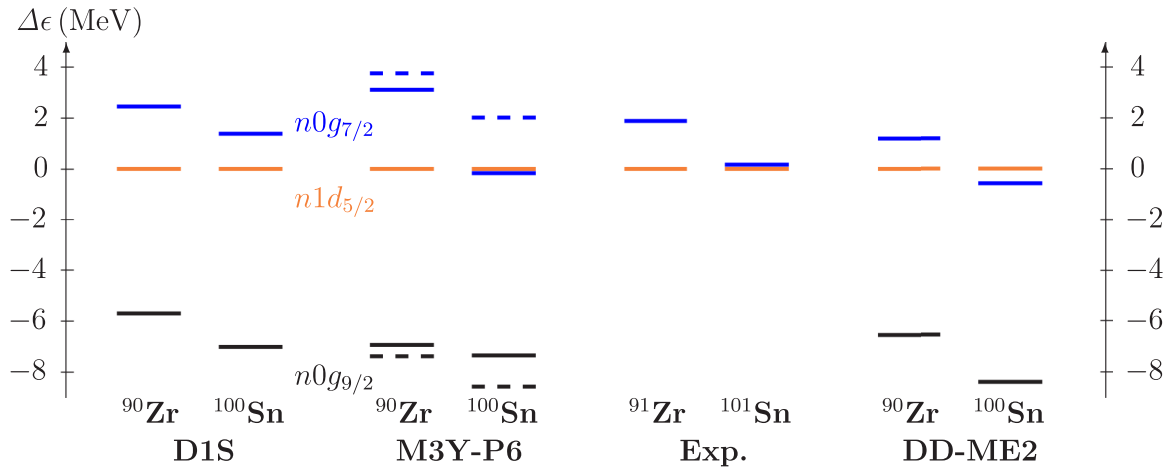 Δϵ (MeV)
4 4
2 n0g7/2 2
0 0
n1d5/2
−2 −2
−4 −4
−6 −6
−8 n0g9/2 −8
90Zr 100Sn 90Zr 100Sn 91Zr 101Sn 90Zr 100Sn
D1S M3Y-P6 Exp. DD-ME2